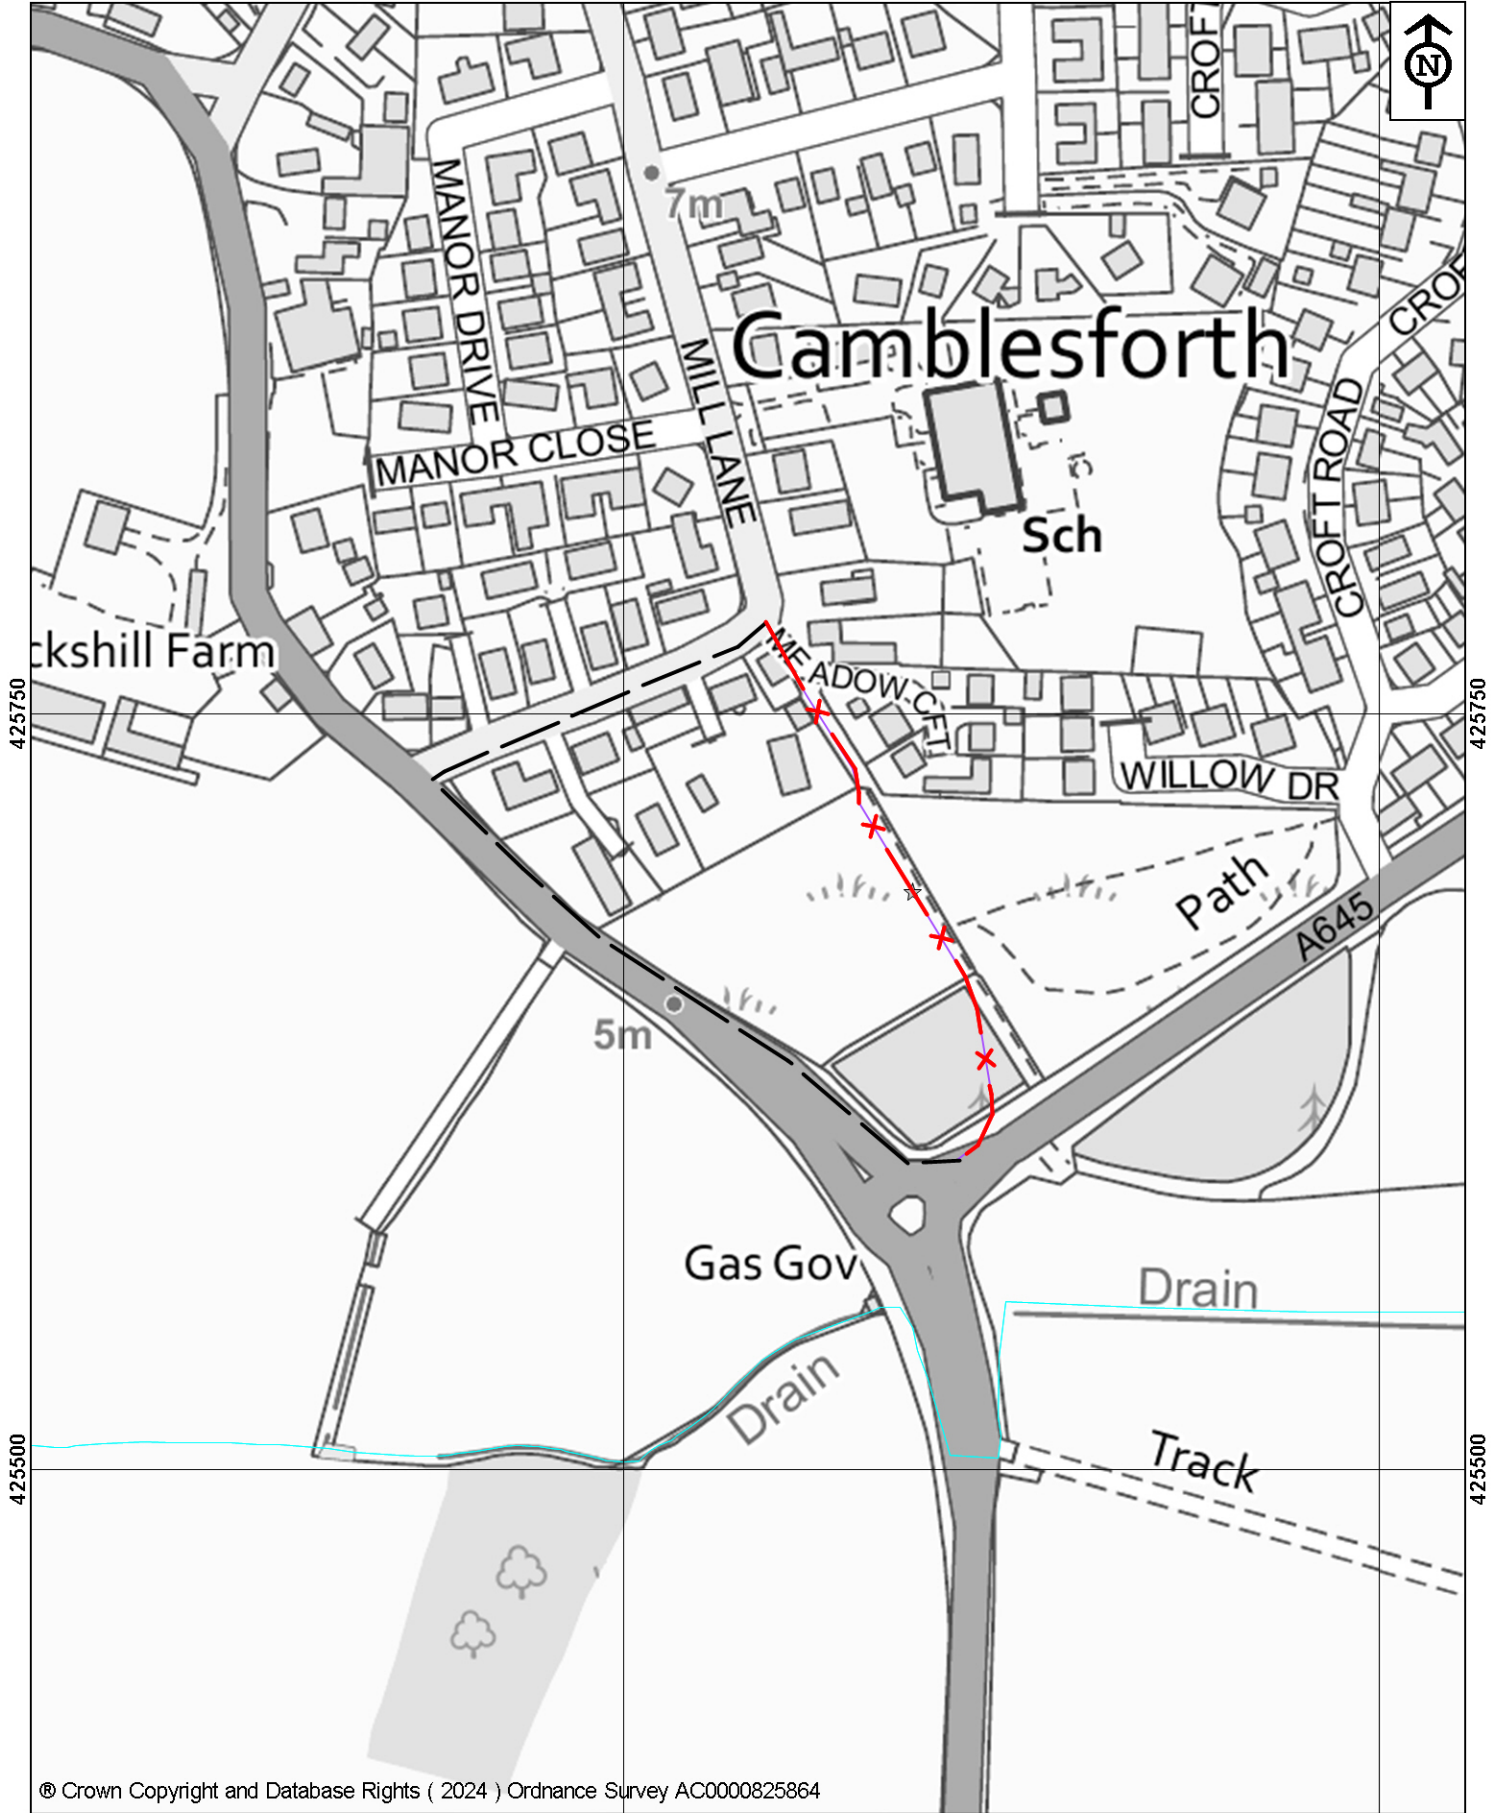 N
CROFT
MANOR DRIVE
7m
Camblesforth
CROF
MILL LANE
MANOR CLOSE
CROFT ROAD
Sch
ckshill Farm
MEADOW CFT
425750
425750
WILLOW DR
Path
A645
5m
Gas Gov
Drain
Drain
Track
425500
425500
® Crown Copyright and Database Rights ( 2024 ) Ordnance Survey AC0000825864